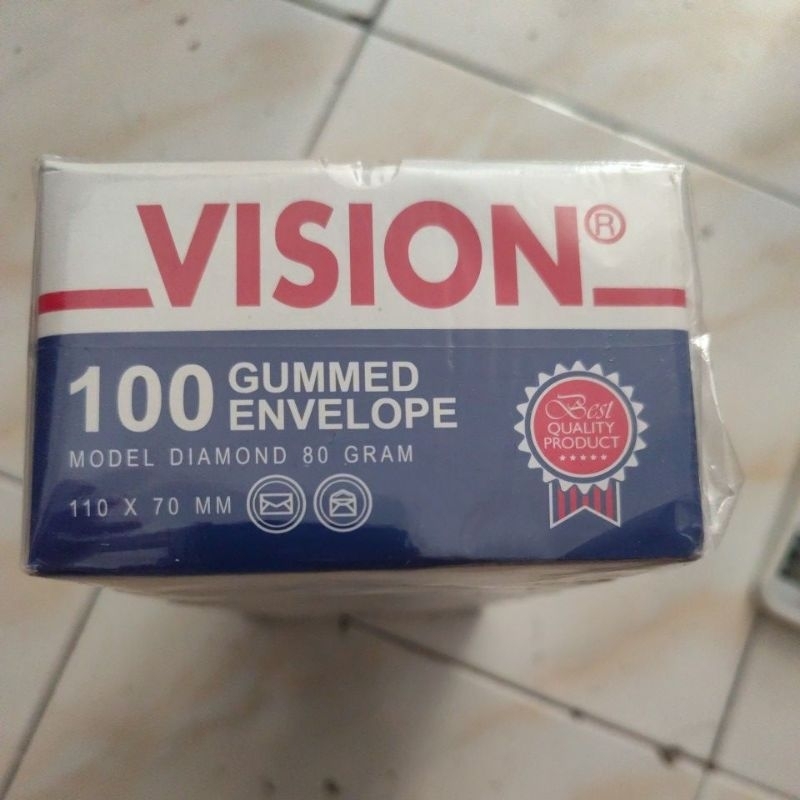 VISION®
100 GUMMED
ENVELOPE
MODEL DIAMOND 80 GRAM
110 X 70 MM
Best
QUALITY
PRODUCT